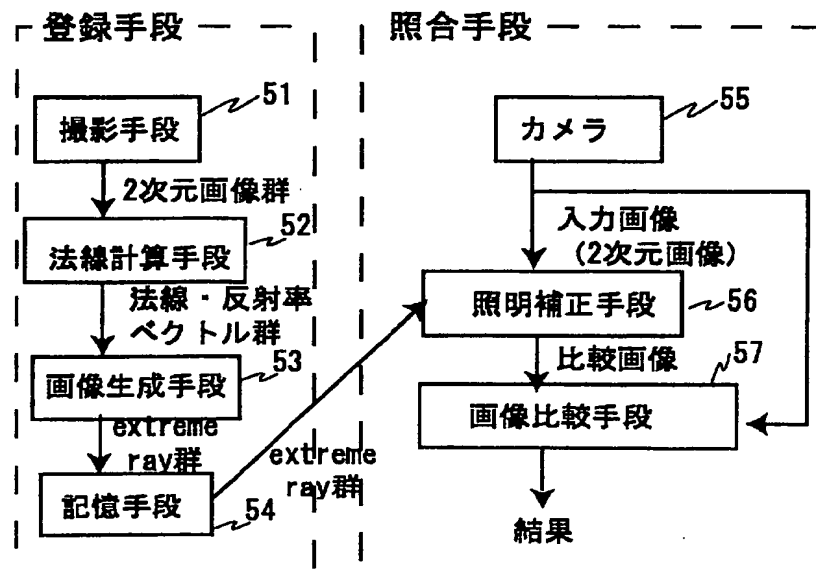 登録手段
撮影手段
51
2次元画像群
法線計算手段
52
法線・反射率
ベクトル群
画像生成手段
53
extreme
ray群
記憶手段
54
extreme
ray群
照合手段
カメラ
55
入力画像
(2次元画像)
照明補正手段
56
比較画像
57
画像比較手段
結果